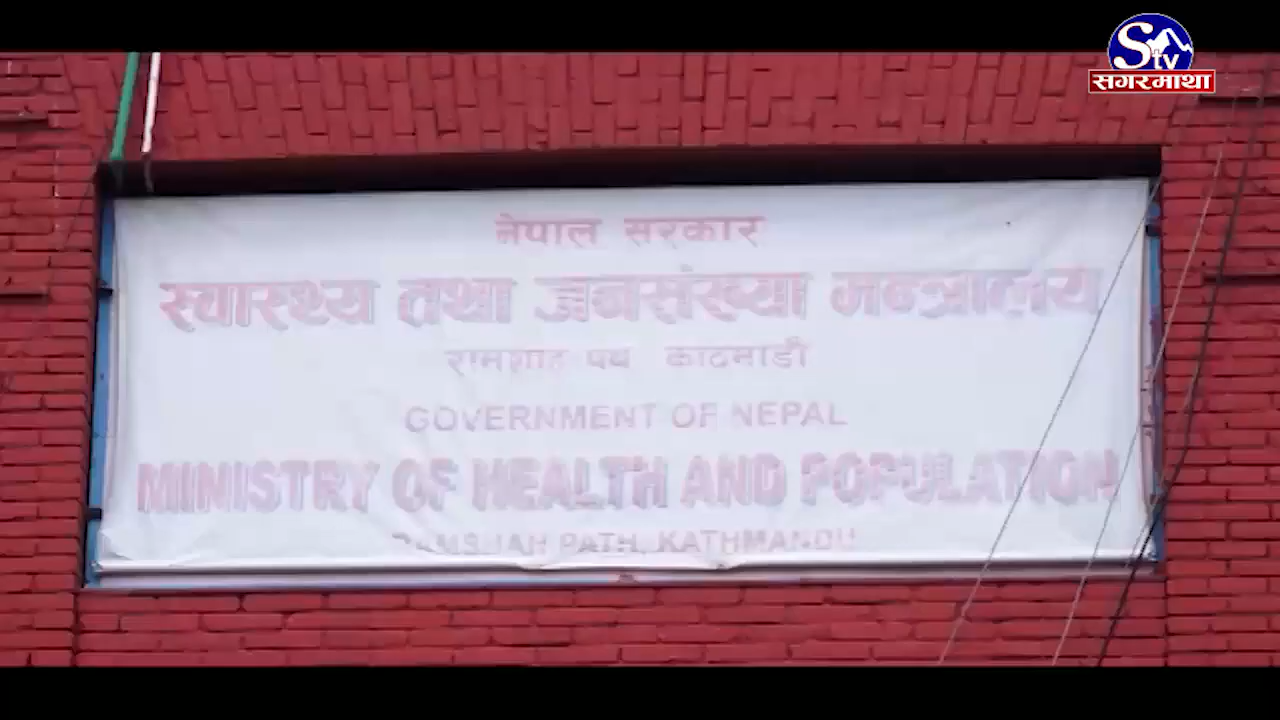 Stv
सगरमाथा
नेपाल सरकार
स्वास्थ्य तथा जनसंख्या मन्त्रालय
रामशाह पथ काठमाडौं
GOVERNMENT OF NEPAL
MINISTRY OF HEALTH AND POPULATION
RAMSHAH PATH, KATHMANDU